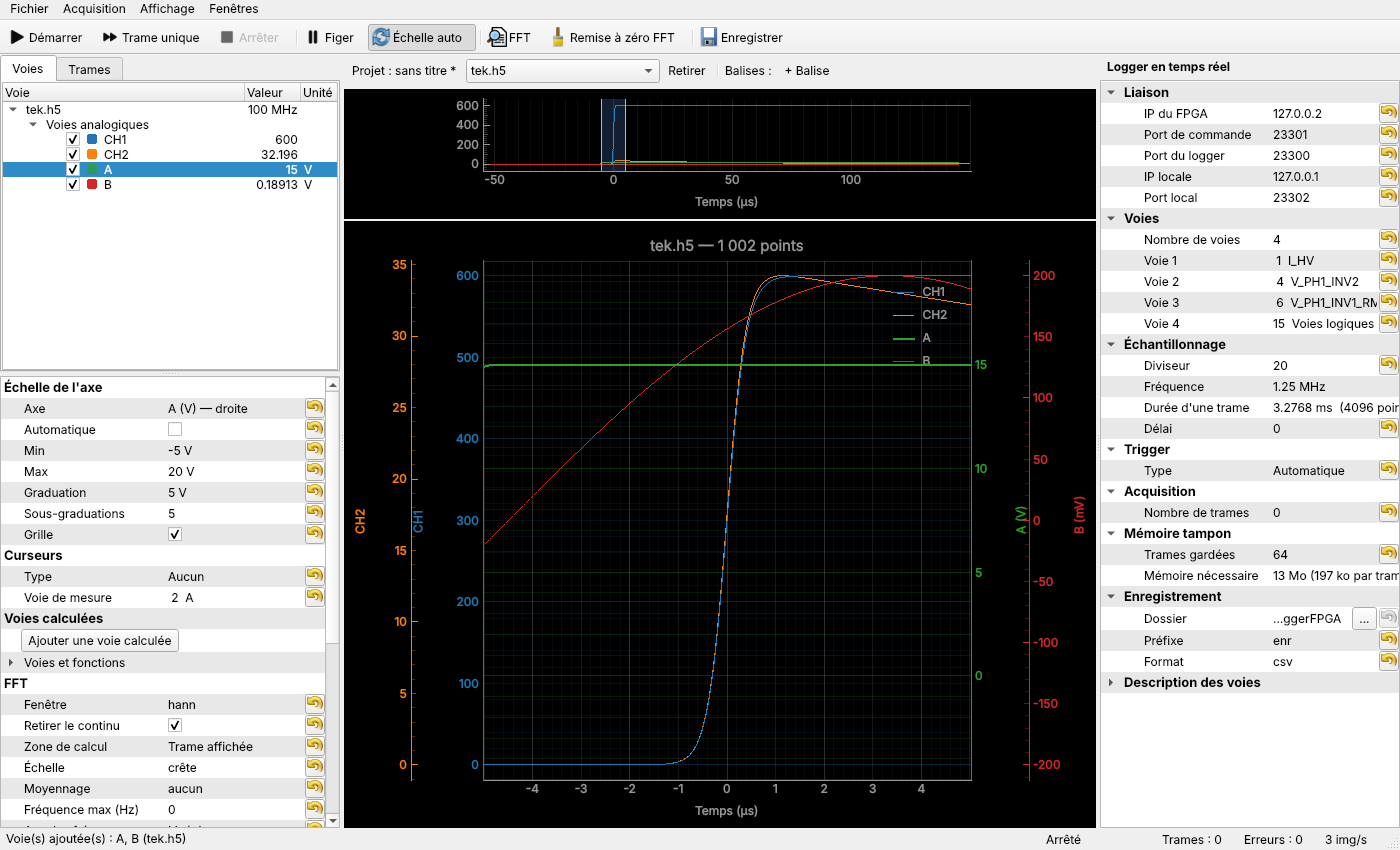 Fichier Acquisition Affichage Fenêtres
Démarrer Trame unique Arrêter Figer Échelle auto FFT Remise à zéro FFT Enregistrer
Voies Trames
Voie Valeur Unité
tek.h5 100 MHz
Voies analogiques
CH1 600
CH2 32.196
A 15 V
B 0.18913 V
Échelle de l'axe
Axe A (V) — droite
Automatique
Min -5 V
Max 20 V
Graduation 5 V
Sous-graduations 5
Grille
Curseurs
Type Aucun
Voie de mesure 2 A
Voies calculées
Ajouter une voie calculée
Voies et fonctions
FFT
Fenêtre hann
Retirer le continu
Zone de calcul Trame affichée
Échelle crête
Moyennage aucun
Fréquence max (Hz) 0
Projet : sans titre * tek.h5 Retirer Balises : + Balise
600
400
200
0
-50 0 50 100
Temps (µs)
tek.h5 — 1 002 points
CH1
CH2
A
B
35
30
25
20
15
10
5
0
CH2
600
500
400
300
200
100
0
CH1
15
10
5
0
A (V)
200
150
100
50
0
-50
-100
-150
-200
B (mV)
-4 -3 -2 -1 0 1 2 3 4
Temps (µs)
Logger en temps réel
Liaison
IP du FPGA 127.0.0.2
Port de commande 23301
Port du logger 23300
IP locale 127.0.0.1
Port local 23302
Voies
Nombre de voies 4
Voie 1 1 I_HV
Voie 2 4 V_PH1_INV2
Voie 3 6 V_PH1_INV1_RM
Voie 4 15 Voies logiques
Échantillonnage
Diviseur 20
Fréquence 1.25 MHz
Durée d'une trame 3.2768 ms (4096 poin
Délai 0
Trigger
Type Automatique
Acquisition
Nombre de trames 0
Mémoire tampon
Trames gardées 64
Mémoire nécessaire 13 Mo (197 ko par tram
Enregistrement
Dossier ...ggerFPGA ...
Préfixe enr
Format csv
Description des voies
Voie(s) ajoutée(s) : A, B (tek.h5) Arrêté Trames : 0 Erreurs : 0 3 img/s